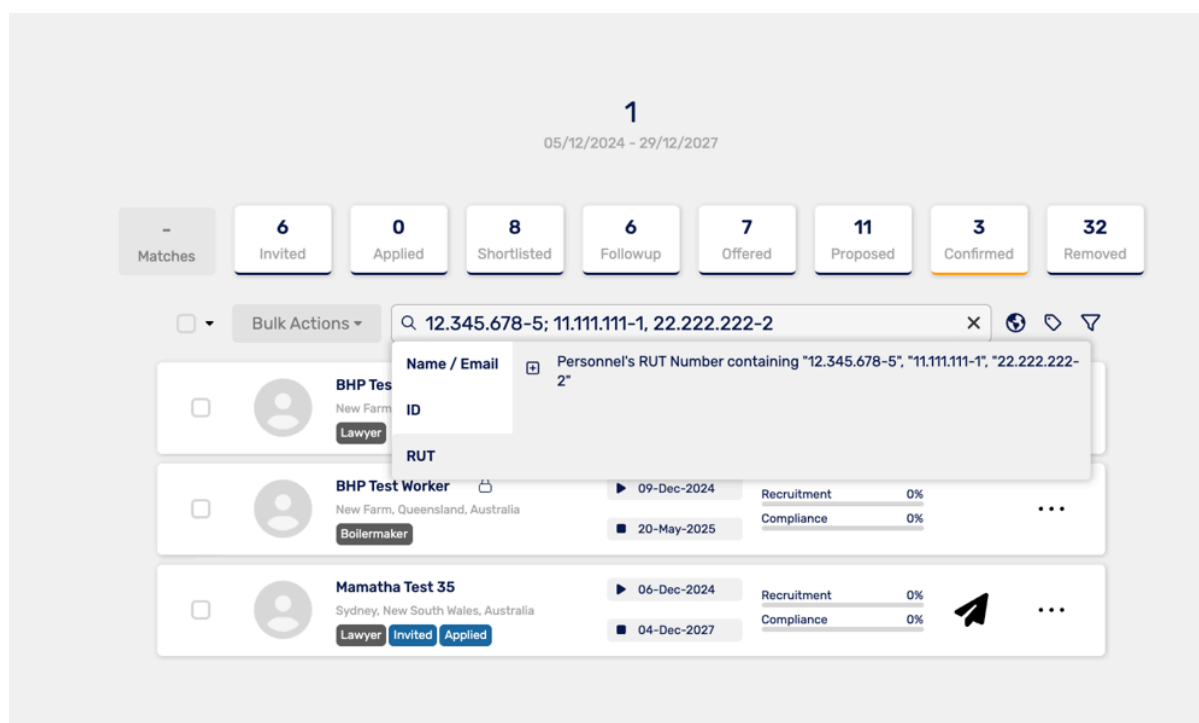 1
05/12/2024 - 29/12/2027
- 6 0 8 6 7 11 3 32
Matches Invited Applied Shortlisted Followup Offered Proposed Confirmed Removed
Bulk Actions 12.345.678-5; 11.111.111-1, 22.222.222-2
Name / Email
Personnel's RUT Number containing "12.345.678-5", "11.111.111-1", "22.222.222-
2"
ID
RUT
BHP Tes
New Farm
Lawyer
BHP Test Worker
New Farm, Queensland, Australia
Boilermaker
09-Dec-2024
20-May-2025
Recruitment 0%
Compliance 0%
Mamatha Test 35
Sydney, New South Wales, Australia
Lawyer Invited Applied
06-Dec-2024
04-Dec-2027
Recruitment 0%
Compliance 0%